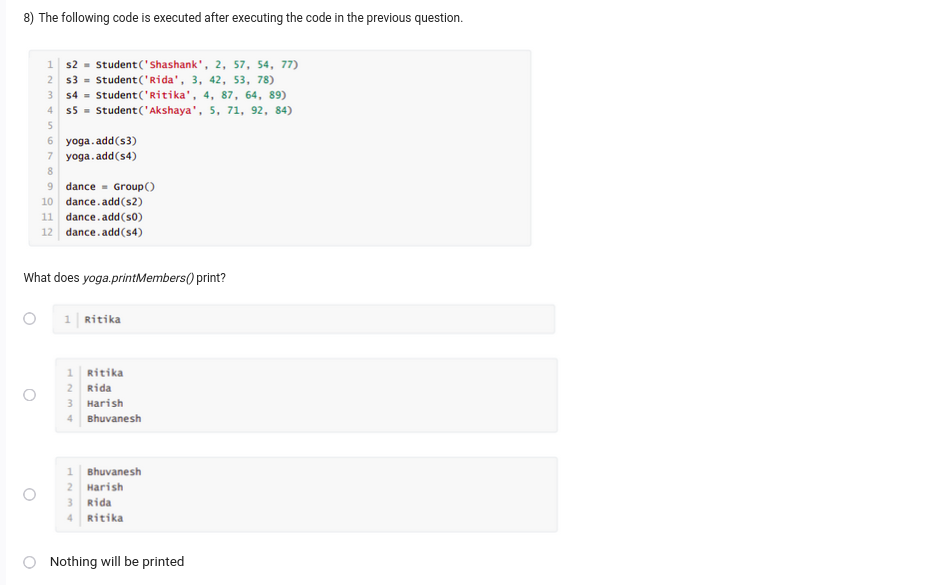 8) The following code is executed after executing the code in the previous question.
1 s2 = Student('Shashank', 2, 57, 54, 77)
2 s3 = Student('Rida', 3, 42, 53, 78)
3 s4 = Student('Ritika', 4, 87, 64, 89)
4 s5 = Student('Akshaya', 5, 71, 92, 84)
5
6 yoga.add(s3)
7 yoga.add(s4)
8
9 dance = Group()
10 dance.add(s2)
11 dance.add(s0)
12 dance.add(s4)
What does yoga.printMembers() print?
1 Ritika
1 Ritika
2 Rida
3 Harish
4 Bhuvanesh
1 Bhuvanesh
2 Harish
3 Rida
4 Ritika
Nothing will be printed